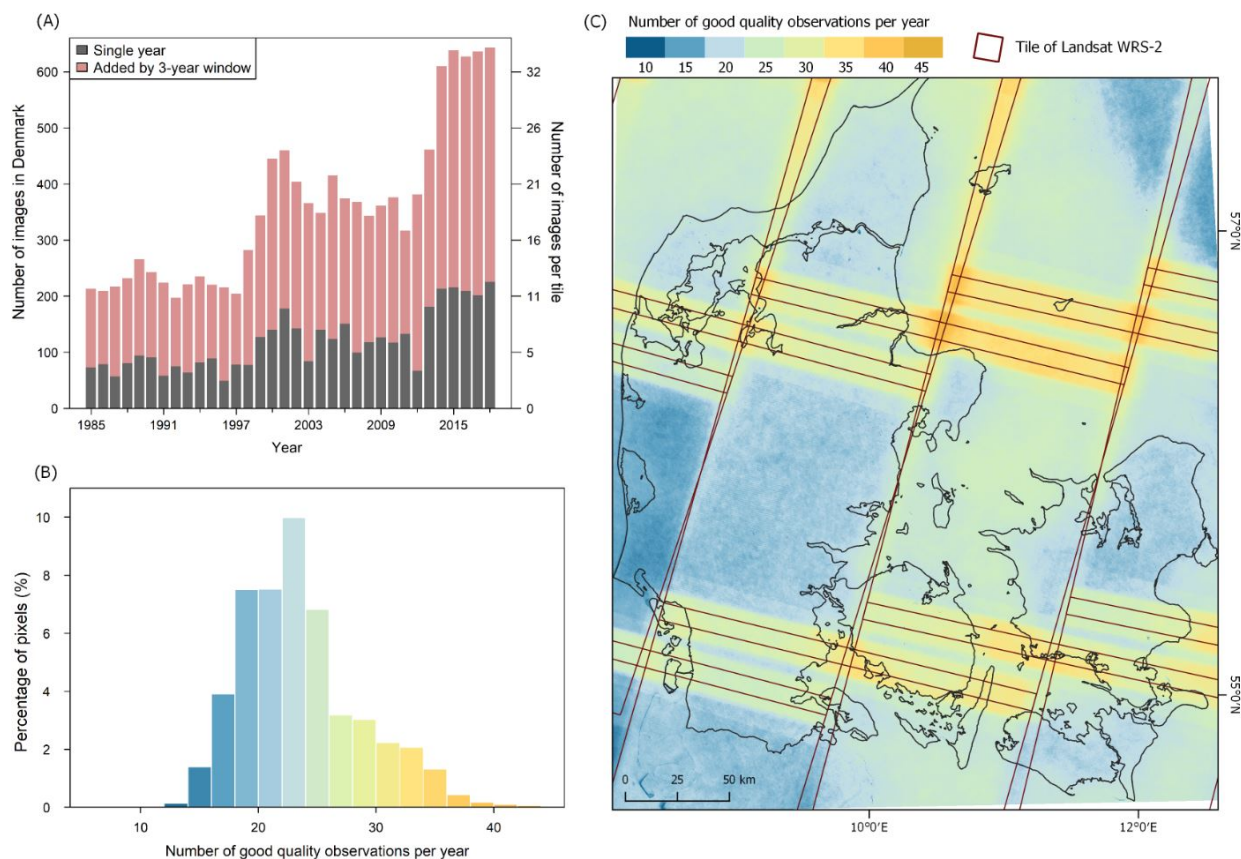 (A)
Single year
Added by 3-year window
Number of images in Denmark
600
500
400
300
200
100
0
32
26
21
16
11
5
0
Number of images per tile
1985
1991
1997
2003
2009
2015
Year
(B)
Percentage of pixels (%)
10
8
6
4
2
0
10
20
30
40
Number of good quality observations per year
(C)
Number of good quality observations per year
10
15
20
25
30
35
40
45
Tile of Landsat WRS-2
57°0'N
55°0'N
0
25
50 km
10°0'E
12°0'E